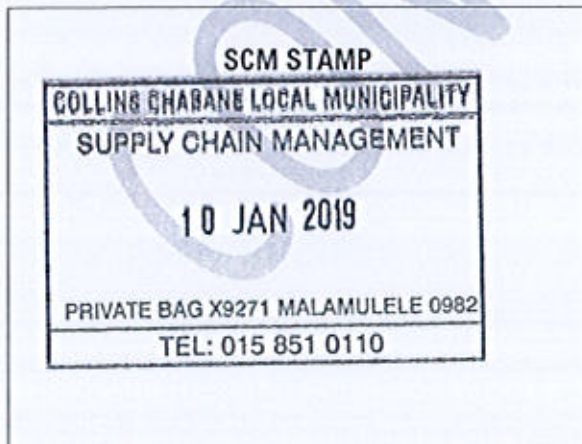 SCM STAMP
COLLINS CHABANE LOCAL MUNICIPALITY
SUPPLY CHAIN MANAGEMENT
10 JAN 2019
PRIVATE BAG X9271 MALAMULELE 0982
TEL: 015 851 0110